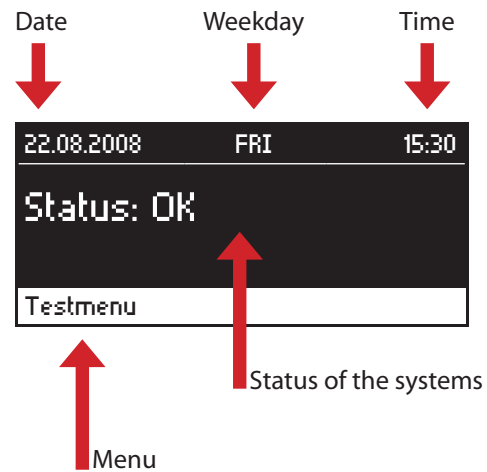 Date Weekday Time
22.08.2008 FRI 15:30
Status: OK
Testmenu
Status of the systems
Menu